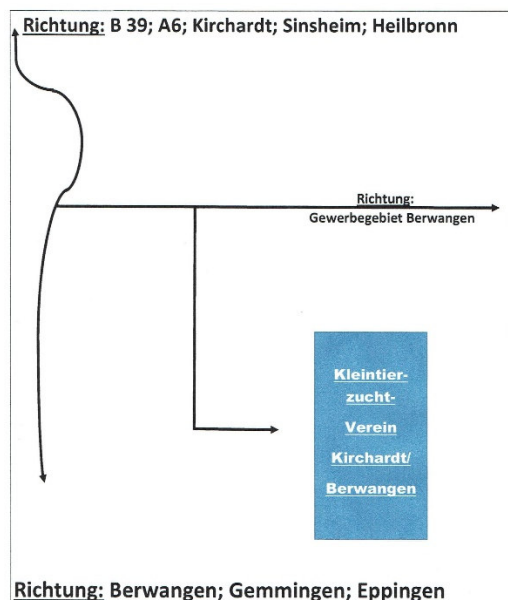 Richtung: B 39; A6; Kirchardt; Sinsheim; Heilbronn
Richtung:
Gewerbegebiet Berwangen
Kleintier-
zucht-
Verein
Kirchardt/
Berwangen
Richtung: Berwangen; Gemmingen; Eppingen